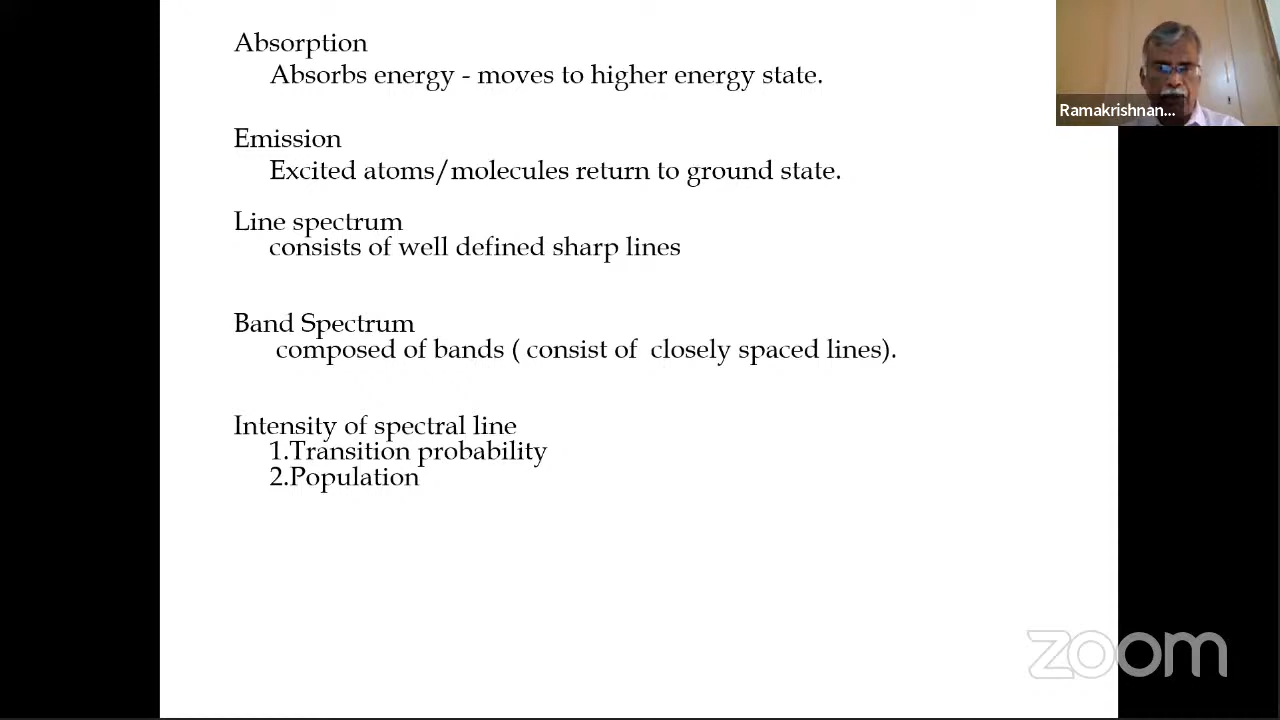 Absorption
Absorbs energy - moves to higher energy state.
Emission
Excited atoms/molecules return to ground state.
Line spectrum
consists of well defined sharp lines
Band Spectrum
composed of bands ( consist of closely spaced lines).
Intensity of spectral line
1.Transition probability
2.Population
Ramakrishnan...
zoom